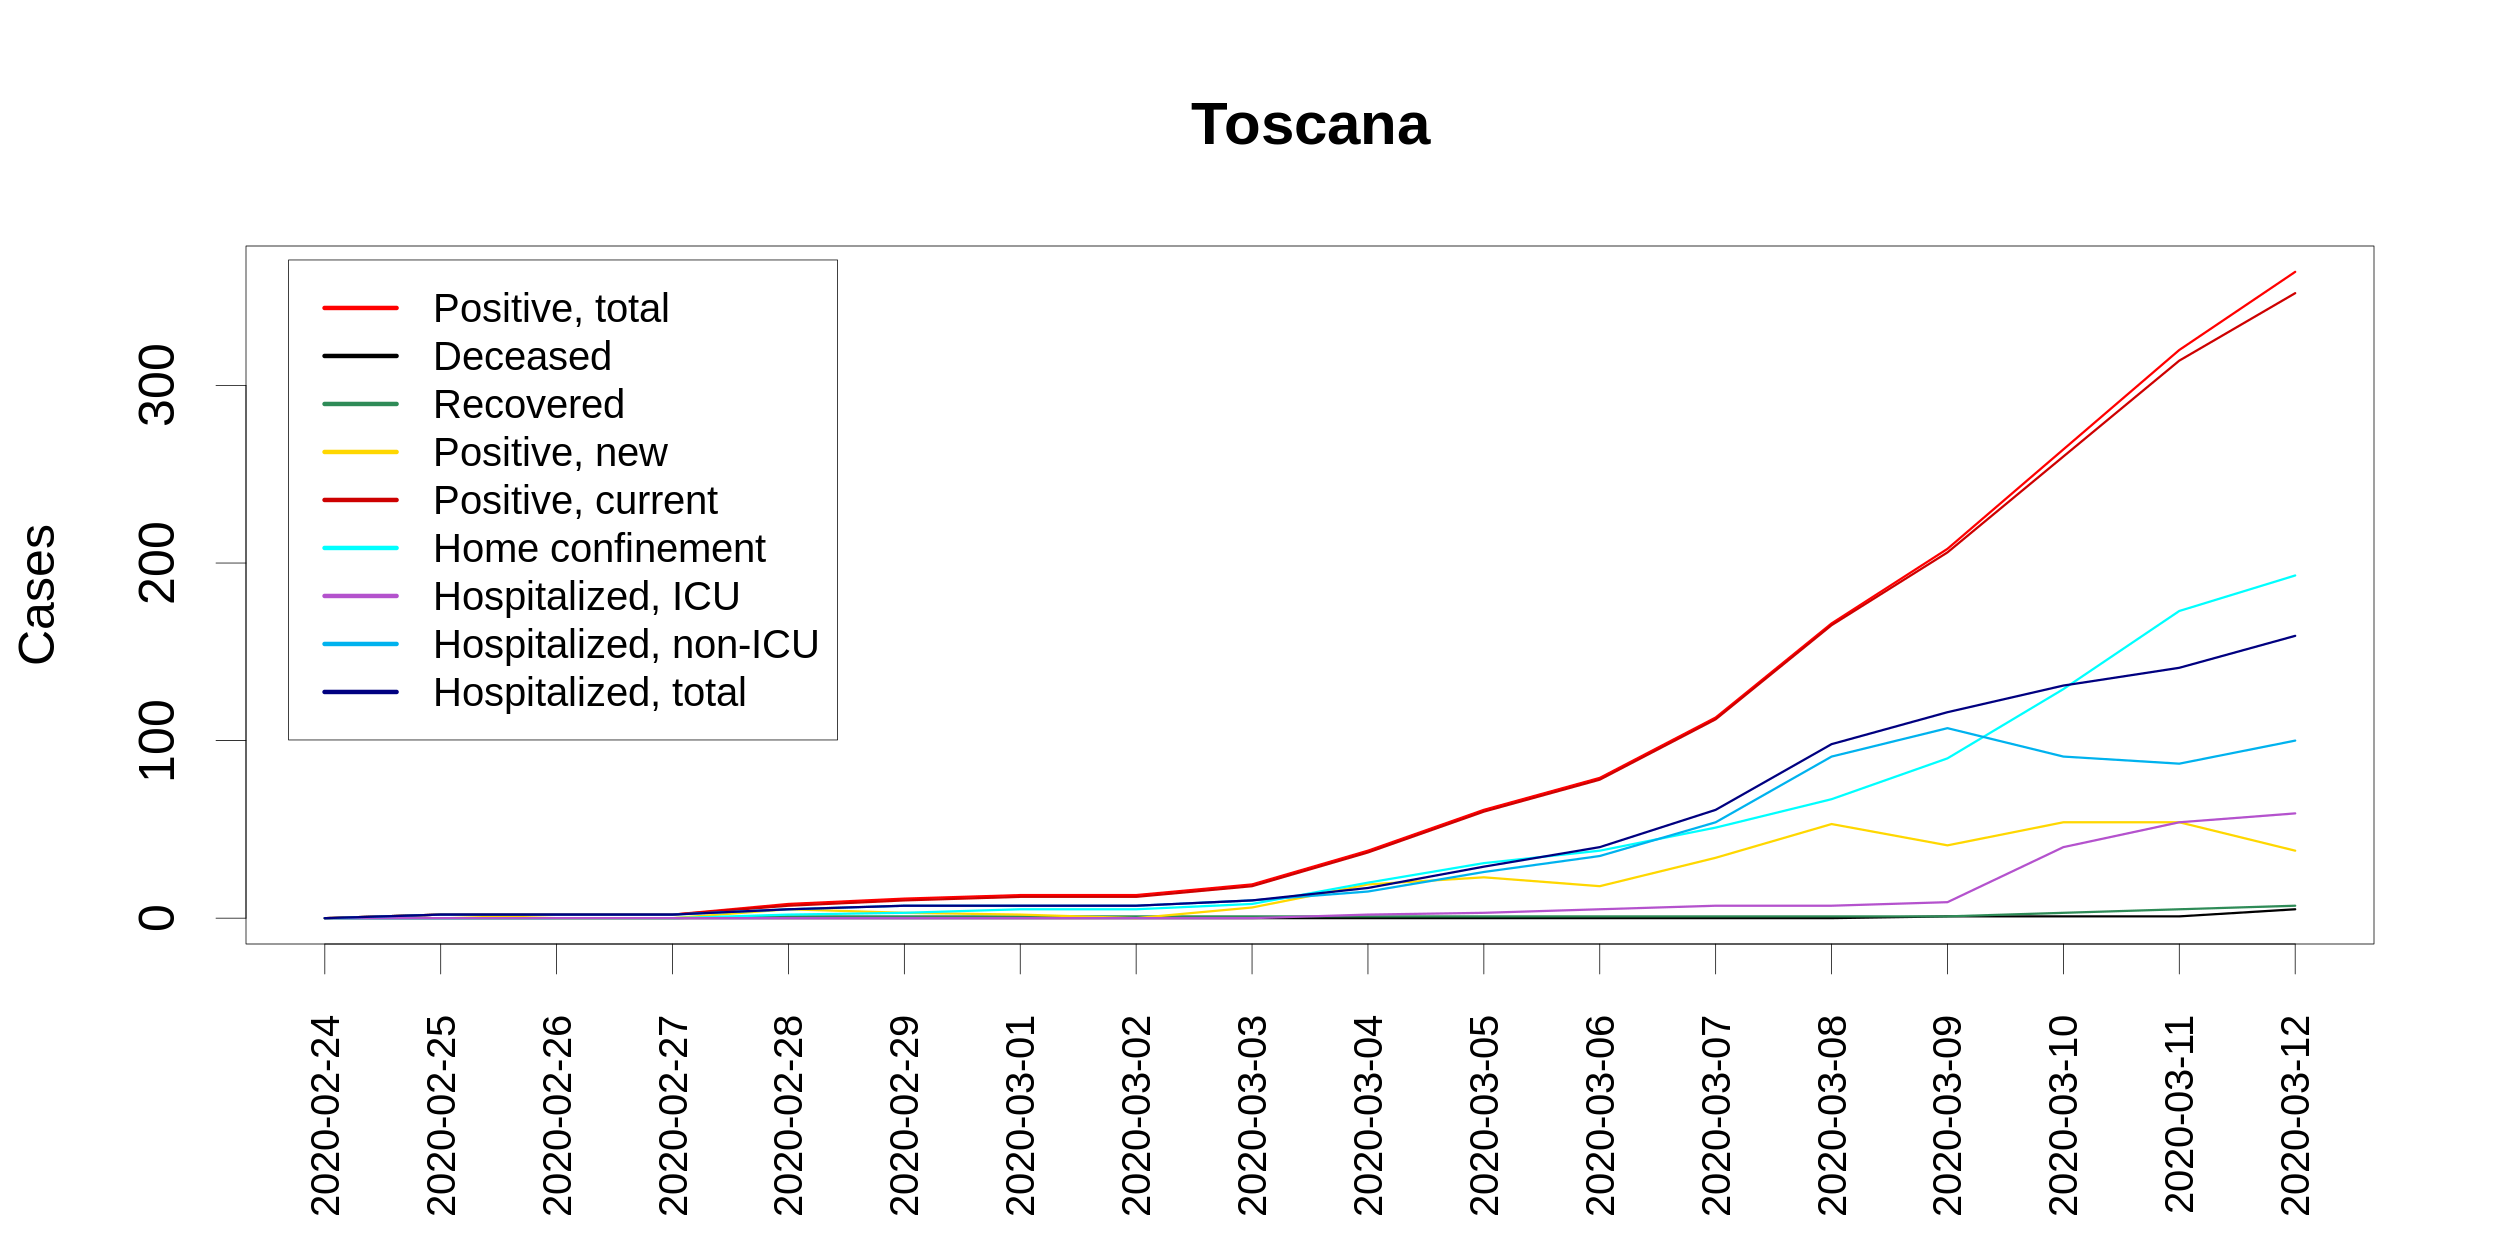 Toscana
Positive, total
Deceased
Recovered
Positive, new
Positive, current
Home confinement
Hospitalized, ICU
Hospitalized, non-ICU
Hospitalized, total
Cases
300
200
100
0
2020-02-24
2020-02-25
2020-02-26
2020-02-27
2020-02-28
2020-02-29
2020-03-01
2020-03-02
2020-03-03
2020-03-04
2020-03-05
2020-03-06
2020-03-07
2020-03-08
2020-03-09
2020-03-10
2020-03-11
2020-03-12